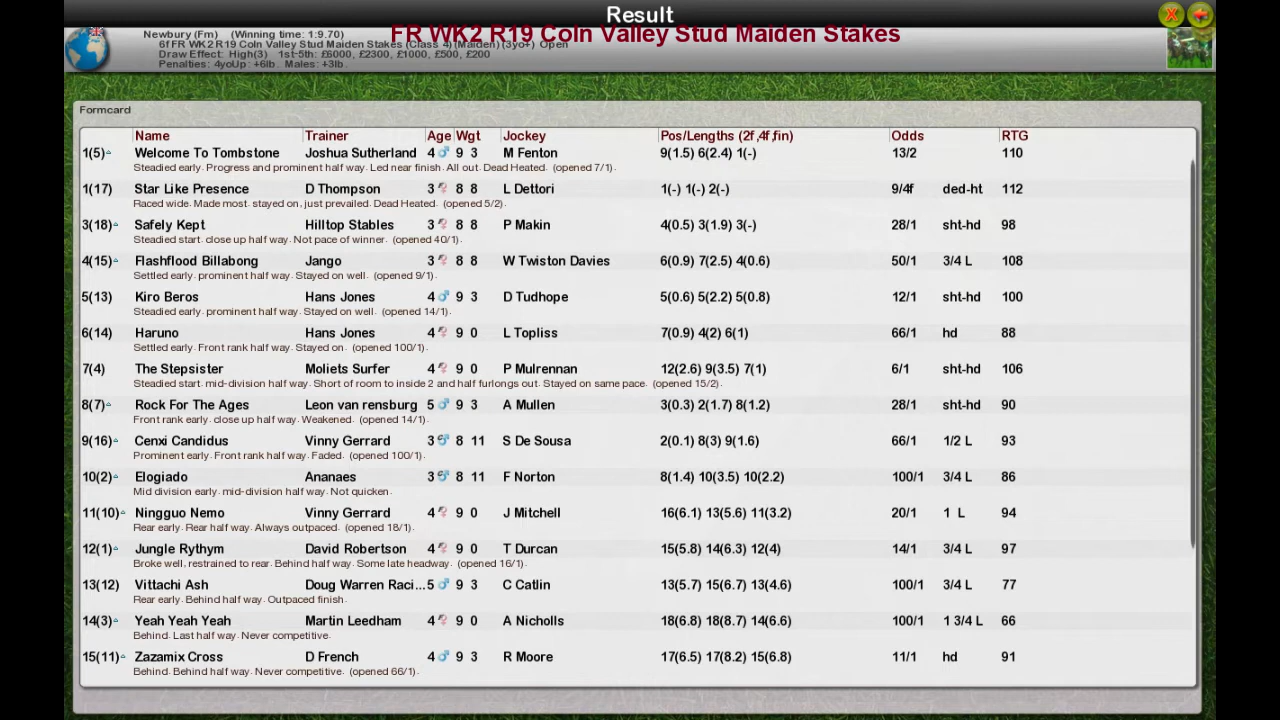 Result
FR WK2 R19 Coln Valley Stud Maiden Stakes
Newbury (Fm) (Winning time: 1:9.70)
6f FR WK2 R19 Coln Valley Stud Maiden Stakes (Class 4) (Maiden) (3yo+) Open
Draw Effect: High(3) 1st-5th: £6000, £2300, £1000, £500, £200
Penalties: 4yoUp: +6lb. Males: +3lb.
Formcard
Name Trainer Age Wgt Jockey Pos/Lengths (2f,4f,fin) Odds RTG
1(5) Welcome To Tombstone Joshua Sutherland 4 9 3 M Fenton 9(1.5) 6(2.4) 1(-) 13/2 110
Steadied early. Progress and prominent half way. Led near finish. All out. Dead Heated. (opened 7/1).
1(17) Star Like Presence D Thompson 3 8 8 L Dettori 1(-) 1(-) 2(-) 9/4f ded-ht 112
Raced wide. Made most. stayed on, just prevailed. Dead Heated. (opened 5/2).
3(18) Safely Kept Hilltop Stables 3 8 8 P Makin 4(0.5) 3(1.9) 3(-) 28/1 sht-hd 98
Steadied start. close up half way. Not pace of winner. (opened 40/1).
4(15) Flashflood Billabong Jango 3 8 8 W Twiston Davies 6(0.9) 7(2.5) 4(0.6) 50/1 3/4 L 108
Settled early. prominent half way. Stayed on well. (opened 9/1).
5(13) Kiro Beros Hans Jones 4 9 3 D Tudhope 5(0.6) 5(2.2) 5(0.8) 12/1 sht-hd 100
Steadied early. prominent half way. Stayed on well. (opened 14/1).
6(14) Haruno Hans Jones 4 9 0 L Topliss 7(0.9) 4(2) 6(1) 66/1 hd 88
Settled early. Front rank half way. Stayed on. (opened 100/1).
7(4) The Stepsister Moliets Surfer 4 9 0 P Mulrennan 12(2.6) 9(3.5) 7(1) 6/1 sht-hd 106
Steadied start. mid-division half way. Short of room to inside 2 and half furlongs out. Stayed on same pace. (opened 15/2).
8(7) Rock For The Ages Leon van rensburg 5 9 3 A Mullen 3(0.3) 2(1.7) 8(1.2) 28/1 sht-hd 90
Front rank early. close up half way. Weakened. (opened 14/1).
9(16) Cenxi Candidus Vinny Gerrard 3 8 11 S De Sousa 2(0.1) 8(3) 9(1.6) 66/1 1/2 L 93
Prominent early. Front rank half way. Faded. (opened 100/1).
10(2) Elogiado Ananaes 3 8 11 F Norton 8(1.4) 10(3.5) 10(2.2) 100/1 3/4 L 86
Mid division early. mid-division half way. Not quicken.
11(10) Ningguo Nemo Vinny Gerrard 4 9 0 J Mitchell 16(6.1) 13(5.6) 11(3.2) 20/1 1 L 94
Rear early. Rear half way. Always outpaced. (opened 18/1).
12(1) Jungle Rythym David Robertson 4 9 0 T Durcan 15(5.8) 14(6.3) 12(4) 14/1 3/4 L 97
Broke well, restrained to rear. Behind half way. Some late headway. (opened 16/1).
13(12) Vittachi Ash Doug Warren Raci... 5 9 3 C Catlin 13(5.7) 15(6.7) 13(4.6) 100/1 3/4 L 77
Rear early. Behind half way. Outpaced finish.
14(3) Yeah Yeah Yeah Martin Leedham 4 9 0 A Nicholls 18(6.8) 18(8.7) 14(6.6) 100/1 1 3/4 L 66
Behind. Last half way. Never competitive.
15(11) Zazamix Cross D French 4 9 3 R Moore 17(6.5) 17(8.2) 15(6.8) 11/1 hd 91
Behind. Behind half way. Never competitive. (opened 66/1).